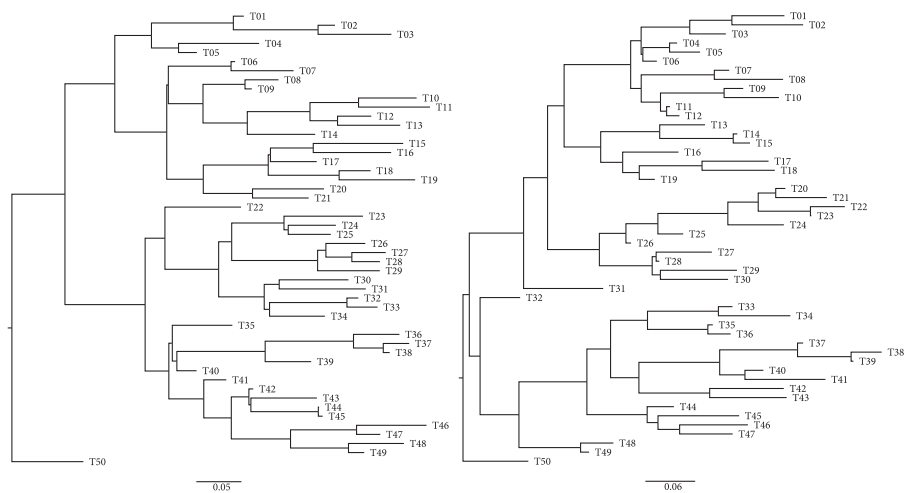 T01
T02
T03
T04
T05
T06
T07
T08
T09
T10
T11
T12
T13
T14
T15
T16
T17
T18
T19
T20
T21
T22
T23
T24
T25
T26
T27
T28
T29
T30
T31
T32
T33
T34
T35
T36
T37
T38
T39
T40
T41
T42
T43
T44
T45
T46
T47
T48
T49
T50
0.05
T01
T02
T03
T04
T05
T06
T07
T08
T09
T10
T11
T12
T13
T14
T15
T16
T17
T18
T19
T20
T21
T22
T23
T24
T25
T26
T27
T28
T29
T30
T31
T32
T33
T34
T35
T36
T37
T38
T39
T40
T41
T42
T43
T44
T45
T46
T47
T48
T49
T50
0.06